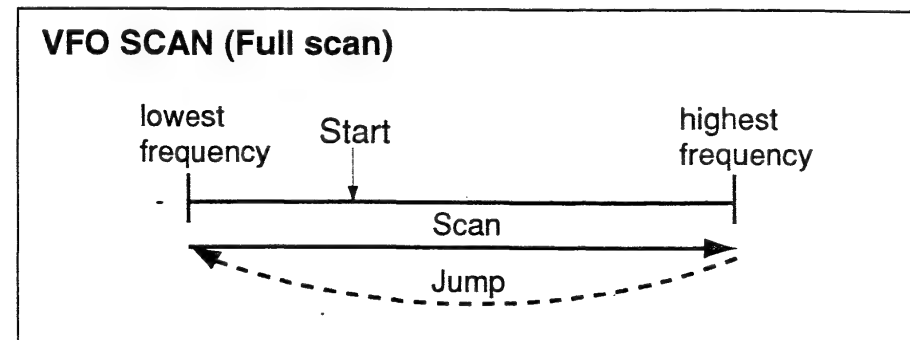 VFO SCAN (Full scan)
lowest
frequency
Start
highest
frequency
Scan
Jump